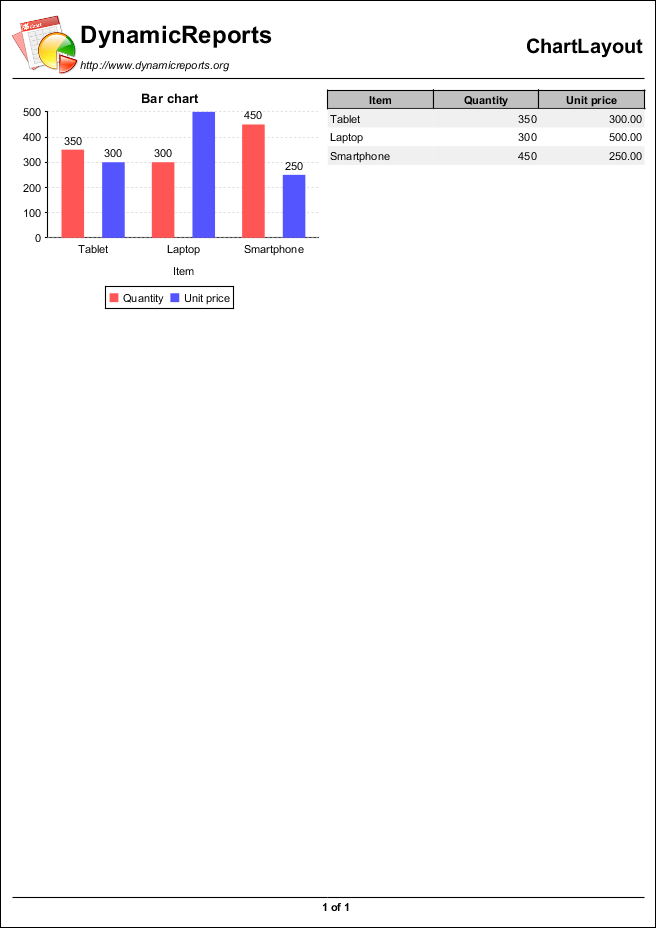 DynamicReports
http://www.dynamicreports.org
ChartLayout
Bar chart
500
400
300
200
100
0
350
300
300
450
250
Tablet Laptop Smartphone
Item
Quantity Unit price
Item Quantity Unit price
Tablet 350 300.00
Laptop 300 500.00
Smartphone 450 250.00
1 of 1